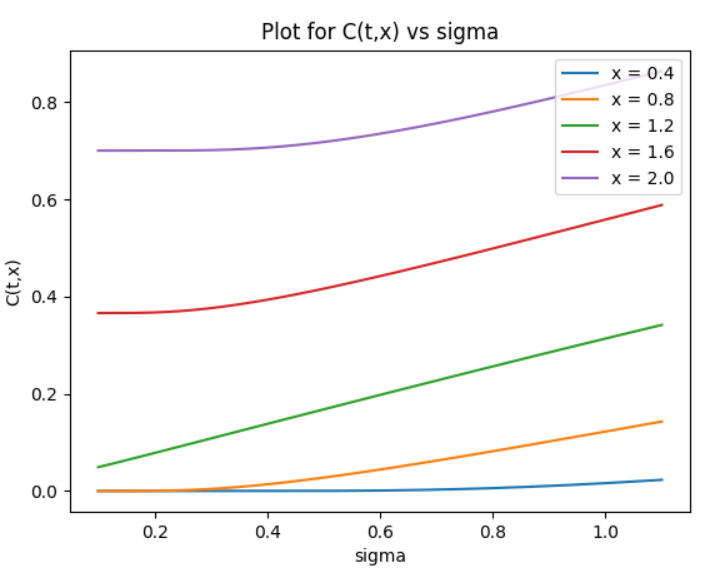 Plot for C(t,x) vs sigma
x = 0.4
x = 0.8
x = 1.2
x = 1.6
x = 2.0
C(t,x)
0.8
0.6
0.4
0.2
0.0
0.2 0.4 0.6 0.8 1.0
sigma